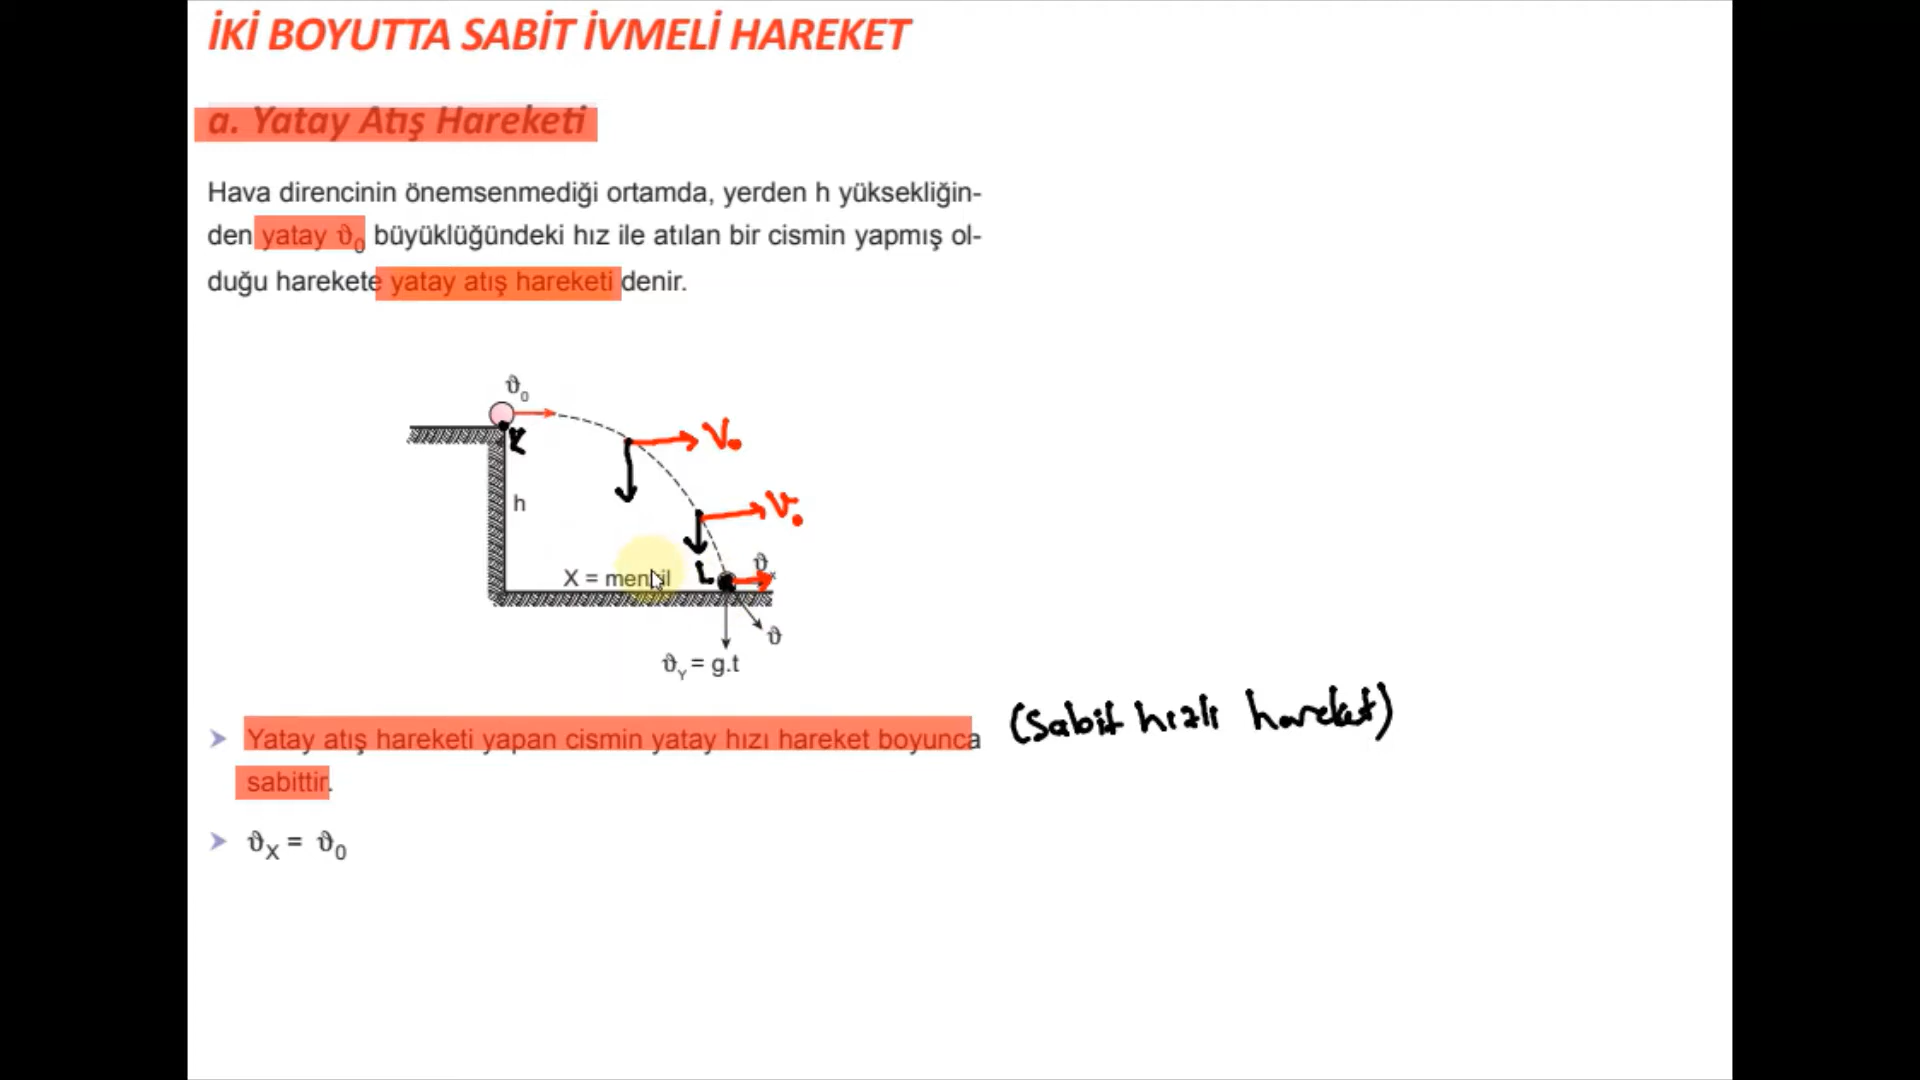 İKİ BOYUTTA SABİT İVMELİ HAREKET
a. Yatay Atış Hareketi
Hava direncinin önemsenmediği ortamda, yerden h yüksekliğin-
den yatay ϑ0 büyüklüğündeki hız ile atılan bir cismin yapmış ol-
duğu harekete yatay atış hareketi denir.
ϑ0
K
V0
h
V0
X = menzil
L
ϑx
ϑ
ϑY = g.t
Yatay atış hareketi yapan cismin yatay hızı hareket boyunca (Sabit hızlı hareket)
sabittir.
ϑX = ϑ0